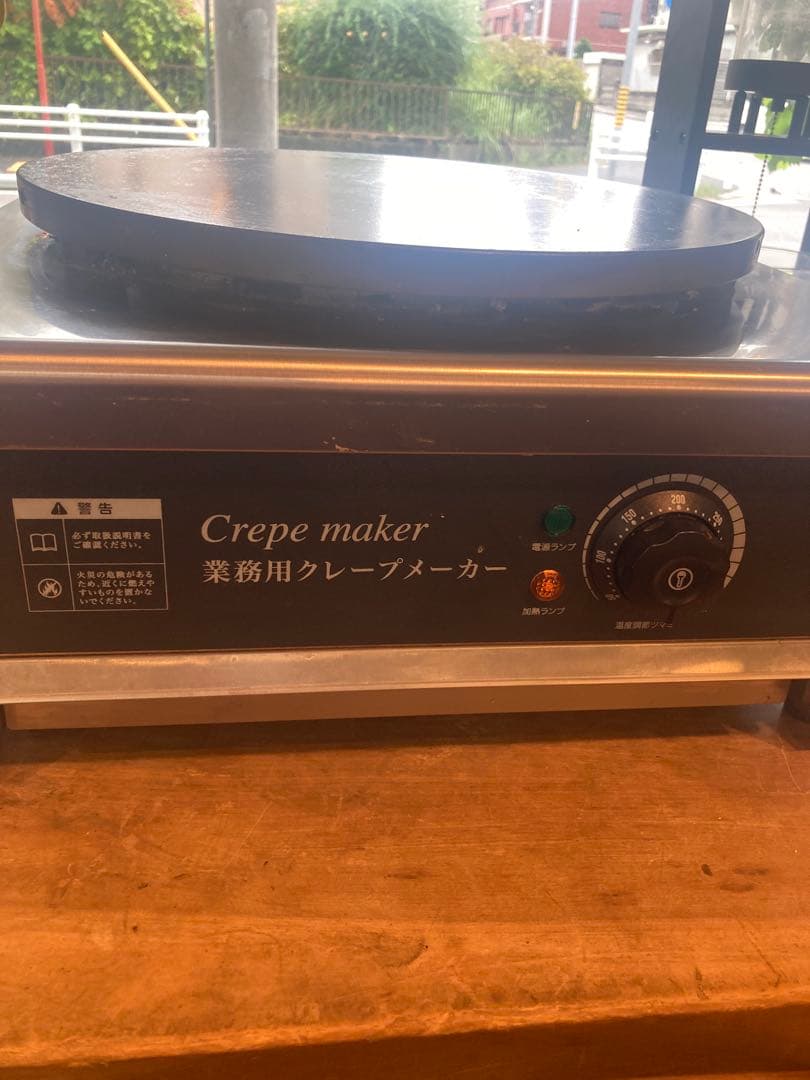 警告
必ず取扱説明書を
ご確認ください。
火災の危険がある
ため、近くに燃えや
すいものを置かな
いでください。
Crepe maker
業務用クレープメーカー
電源ランプ
加熱ランプ
50
100
150
200
250
温度調節ツマミ